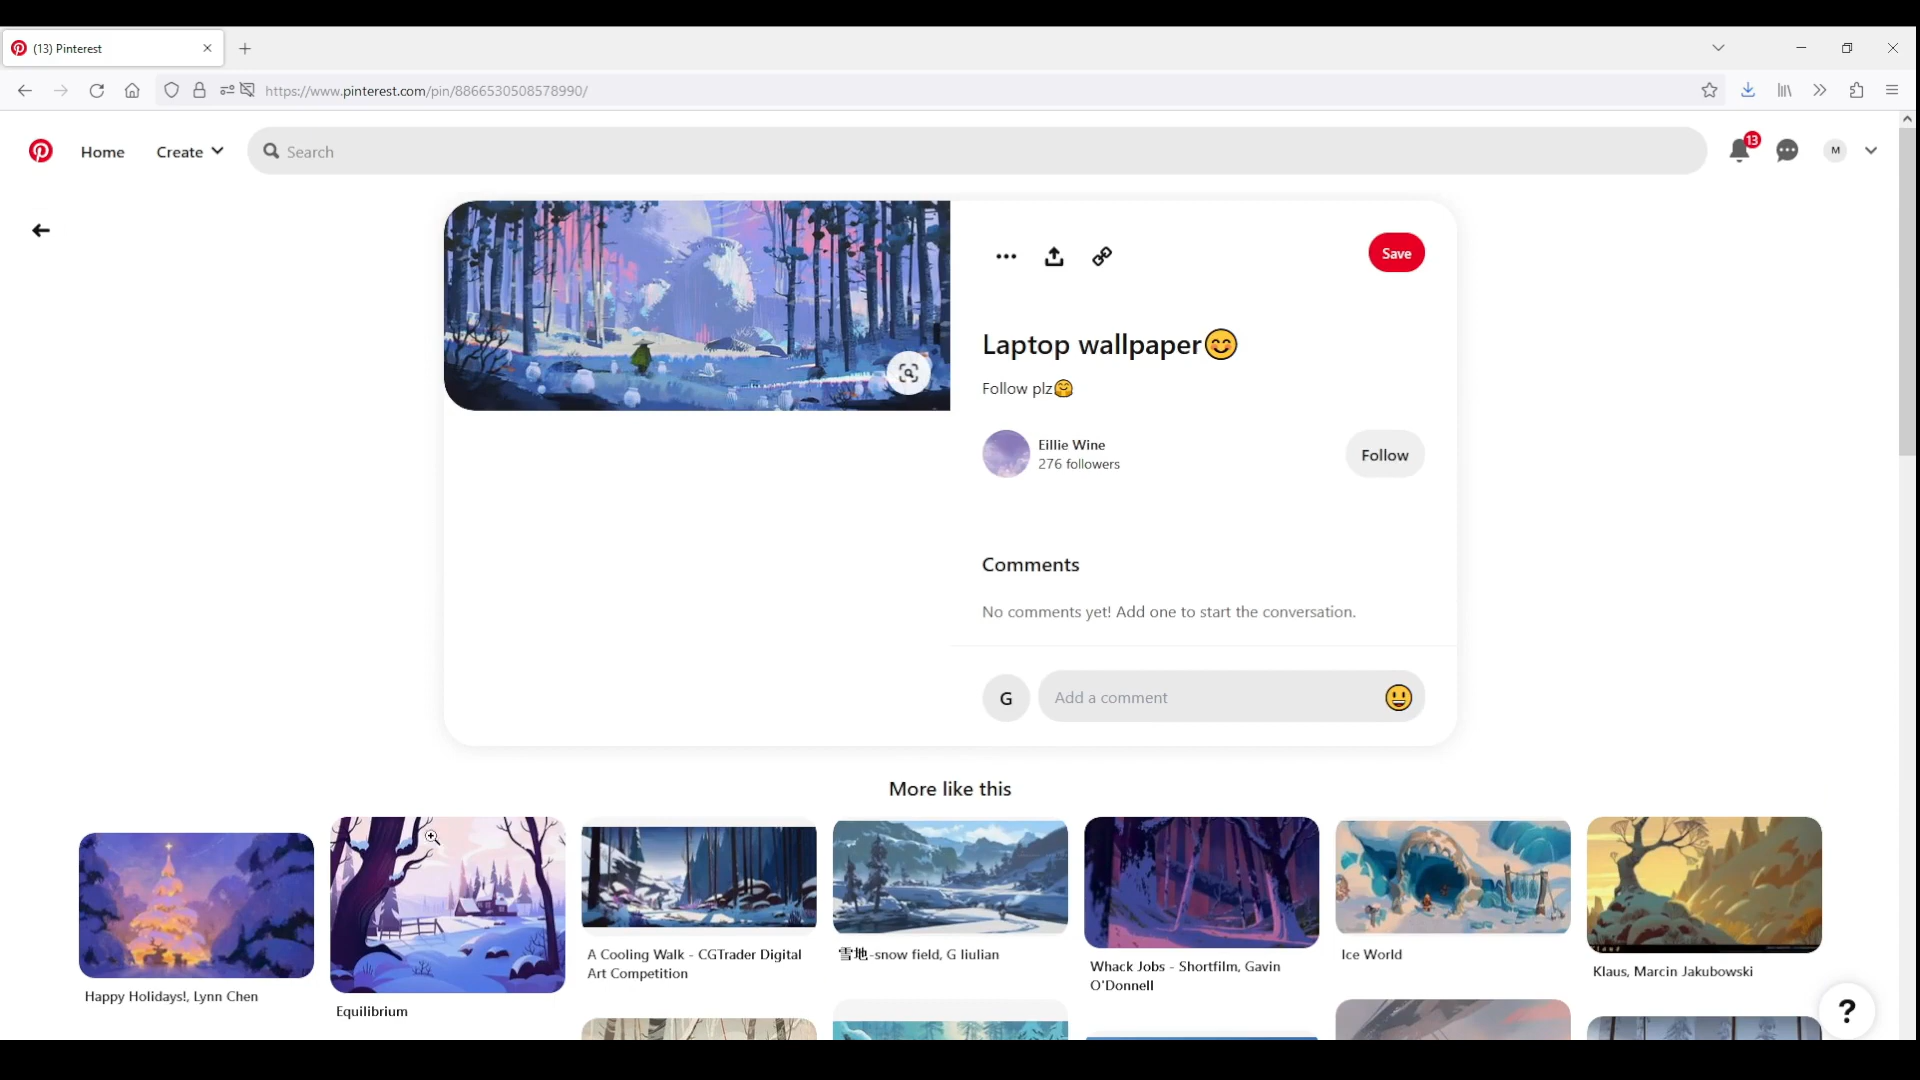 (13) Pinterest
https://www.pinterest.com/pin/8866530508578990/
Home
Create
Search
13
M
Save
Laptop wallpaper😊
Follow plz🤗
Eillie Wine
276 followers
Follow
Comments
No comments yet! Add one to start the conversation.
G
Add a comment
More like this
Happy Holidays!, Lynn Chen
Equilibrium
A Cooling Walk - CGTrader Digital
Art Competition
雪地-snow field, G liulian
Whack Jobs - Shortfilm, Gavin
O'Donnell
Ice World
Klaus, Marcin Jakubowski
?